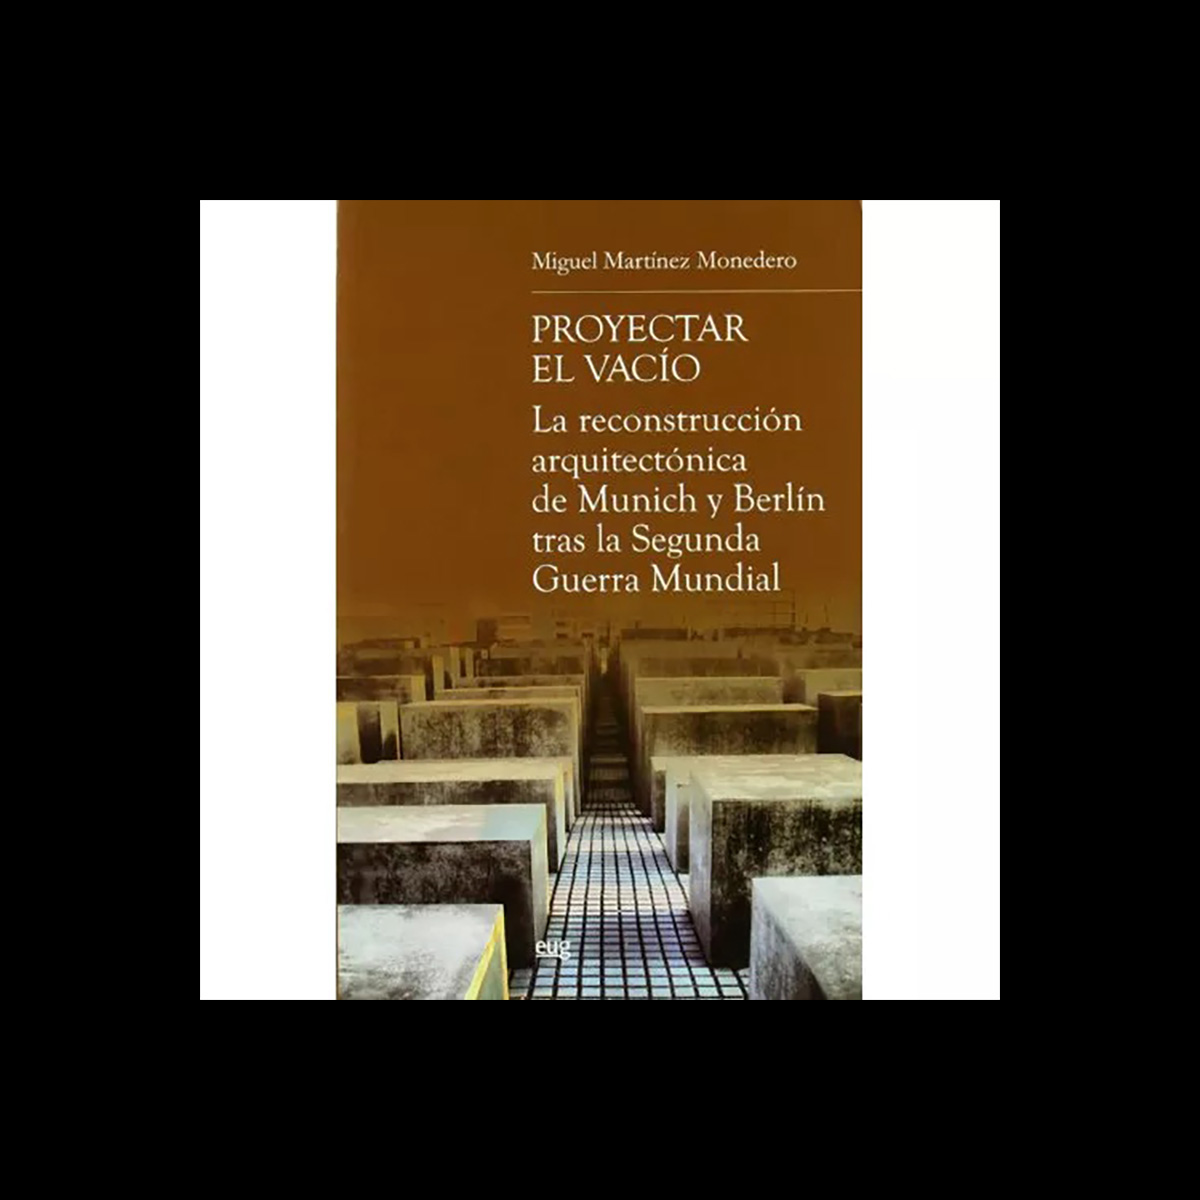 Miguel Martínez Monedero
PROYECTAR
EL VACÍO
La reconstrucción
arquitectónica
de Munich y Berlín
tras la Segunda
Guerra Mundial
eug